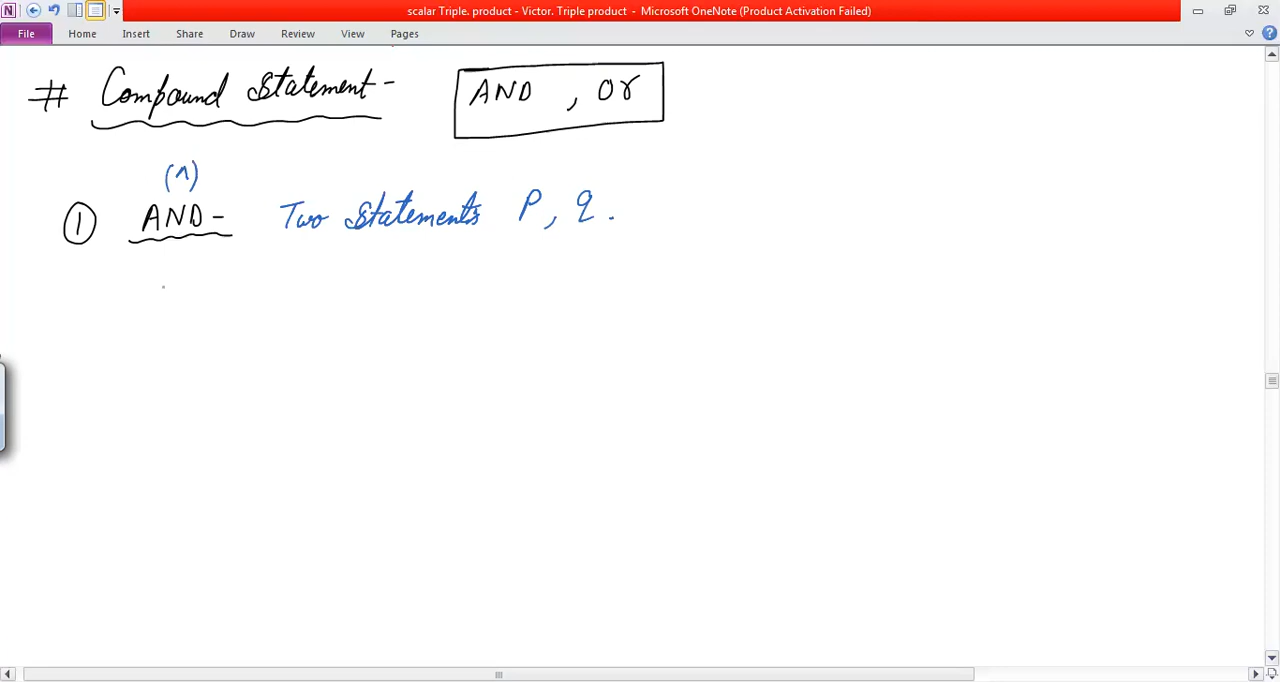 scalar Triple. product - Victor. Triple product - Microsoft OneNote (Product Activation Failed)
File Home Insert Share Draw Review View Pages
# Compound Statement - AND , Or
(∧)
① AND - Two Statements P, q .